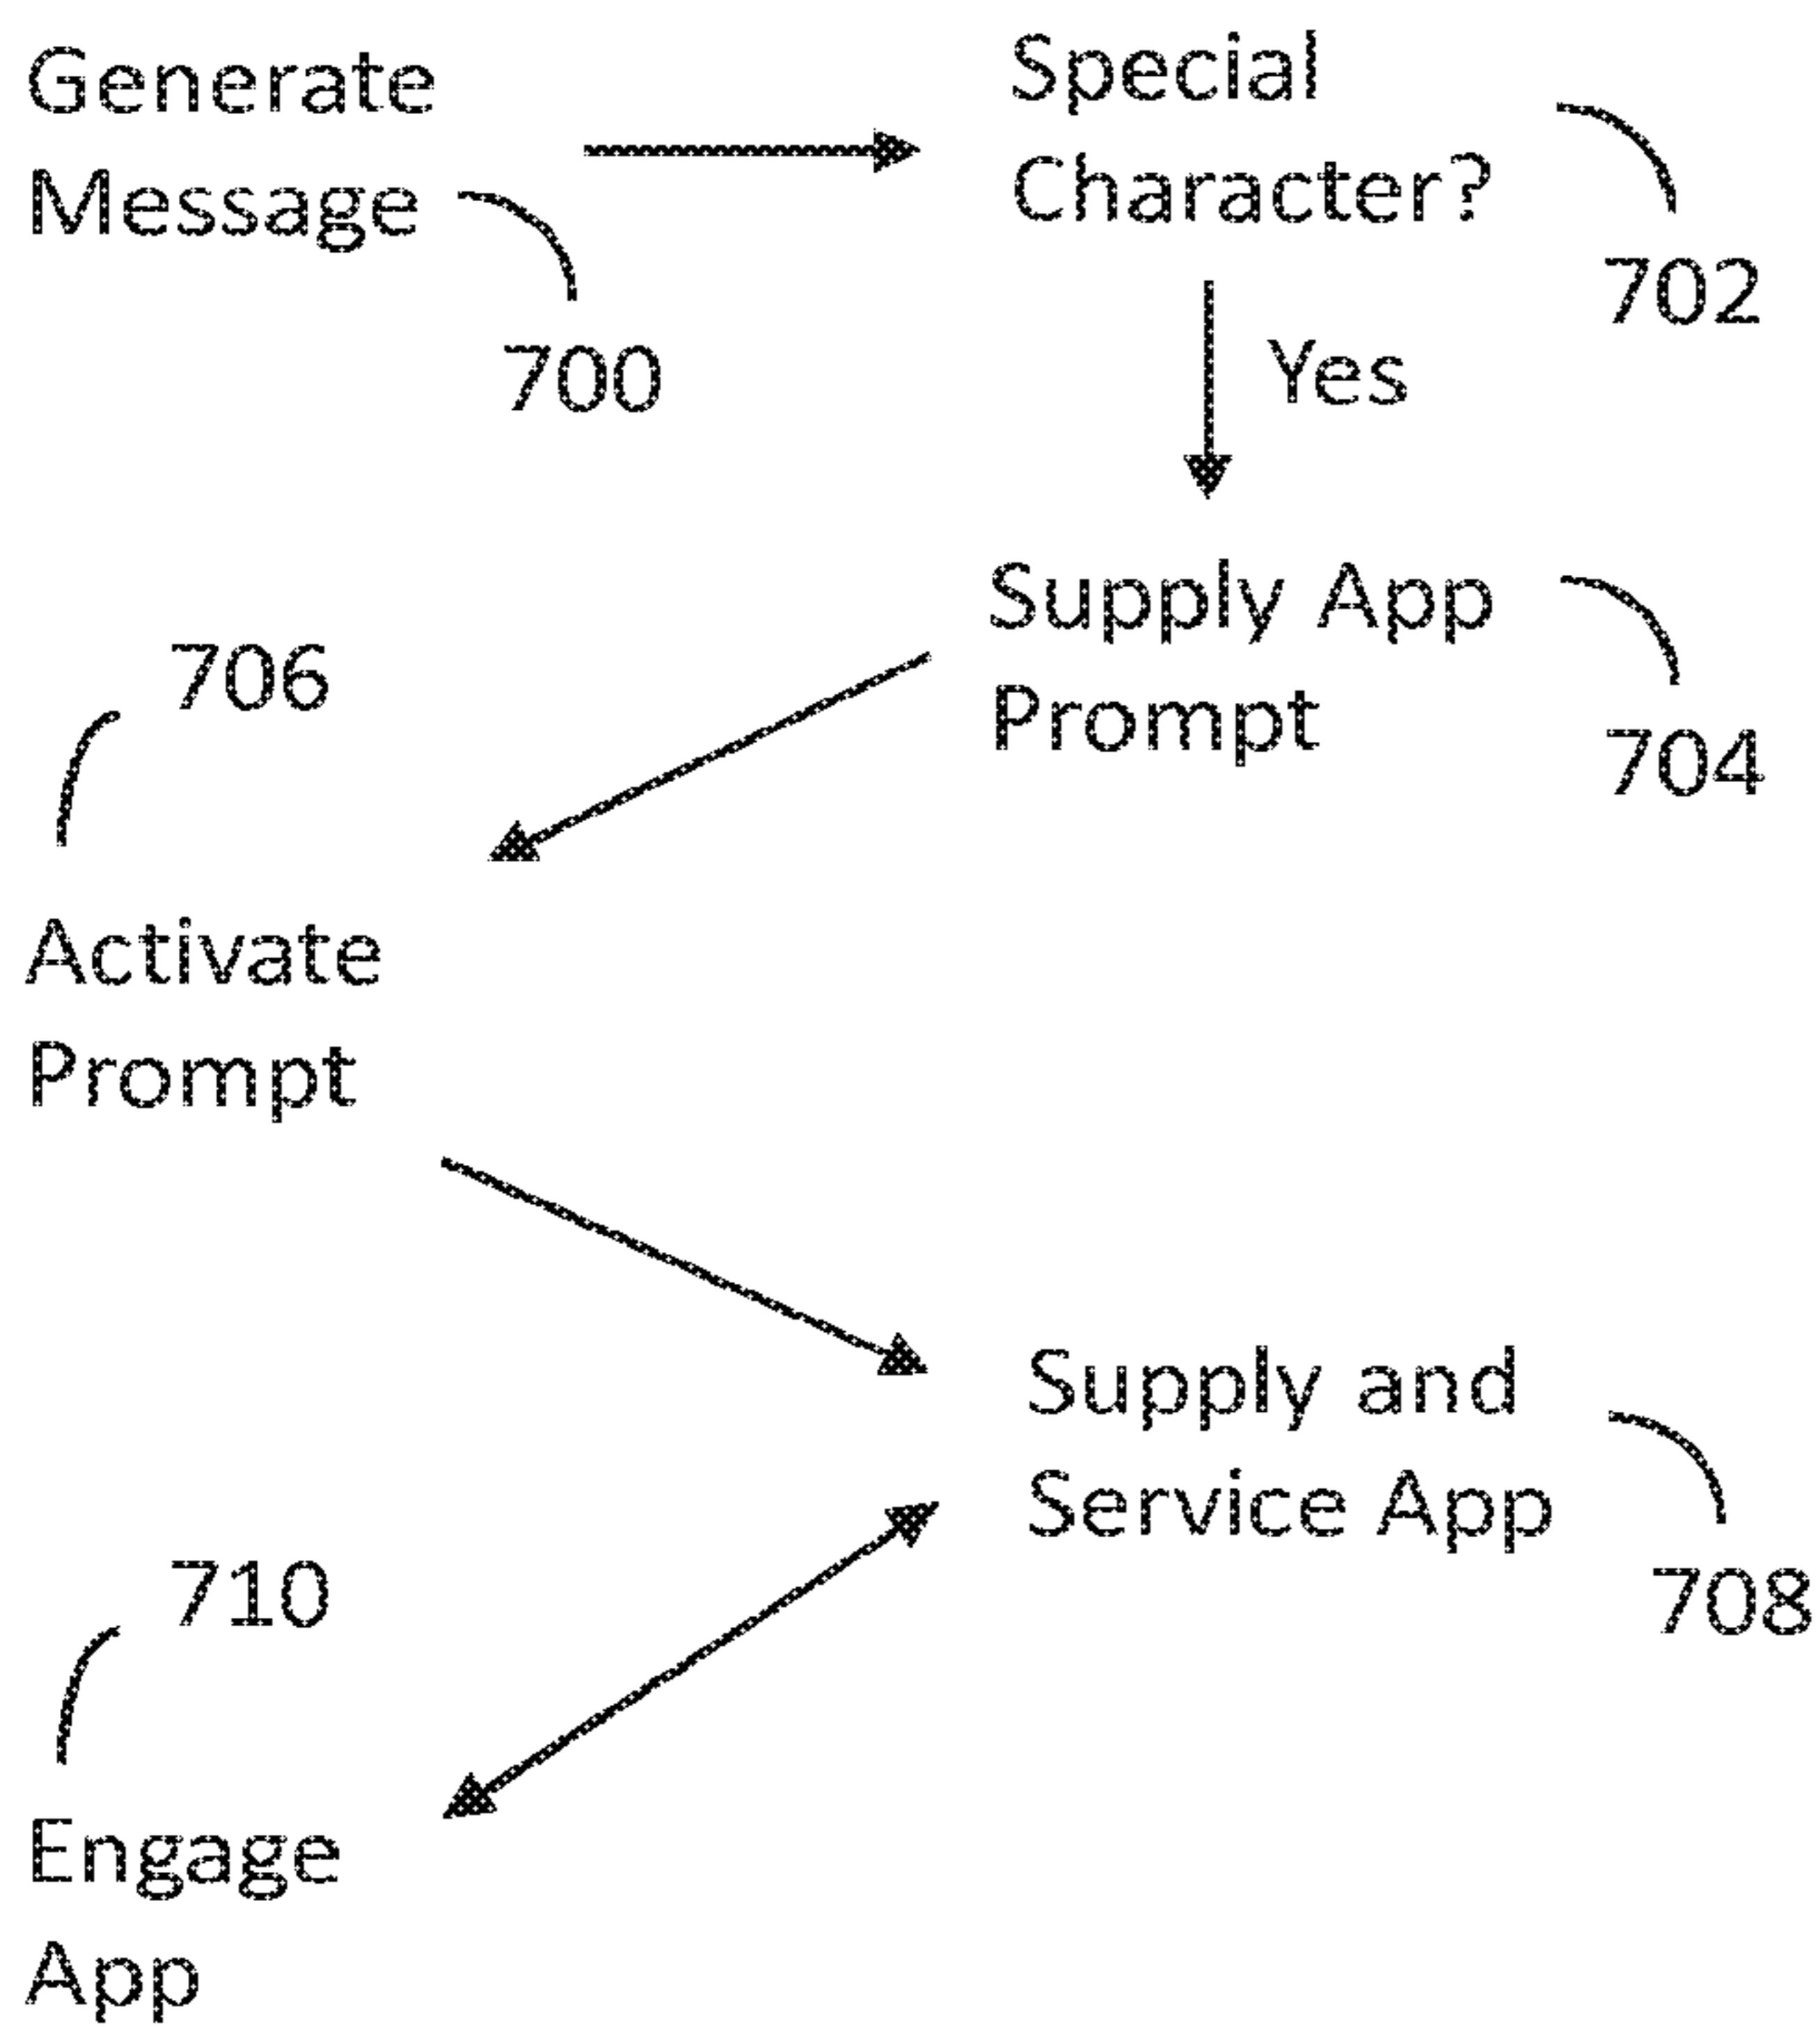 Generate
Message
700
Special
Character?
702
Yes
Supply App
Prompt
704
706
Activate
Prompt
Supply and
Service App
708
710
Engage
App